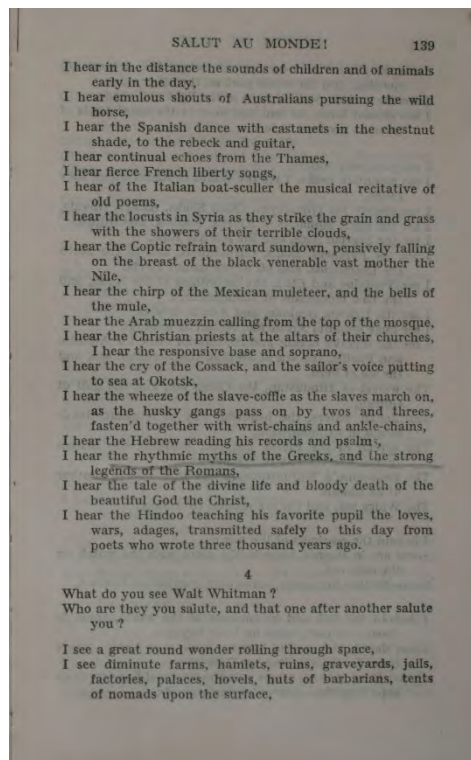 SALUT AU MONDE! 139
I hear in the distance the sounds of children and of animals
early in the day,
I hear emulous shouts of Australians pursuing the wild
horse,
I hear the Spanish dance with castanets in the chestnut
shade, to the rebeck and guitar,
I hear continual echoes from the Thames,
I hear fierce French liberty songs,
I hear of the Italian boat-sculler the musical recitative of
old poems,
I hear the locusts in Syria as they strike the grain and grass
with the showers of their terrible clouds,
I hear the Coptic refrain toward sundown, pensively falling
on the breast of the black venerable vast mother the
Nile,
I hear the chirp of the Mexican muleteer, and the bells of
the mule,
I hear the Arab muezzin calling from the top of the mosque,
I hear the Christian priests at the altars of their churches,
I hear the responsive base and soprano,
I hear the cry of the Cossack, and the sailor's voice putting
to sea at Okotsk,
I hear the wheeze of the slave-coffle as the slaves march on,
as the husky gangs pass on by twos and threes,
fasten'd together with wrist-chains and ankle-chains,
I hear the Hebrew reading his records and psalms,
I hear the rhythmic myths of the Greeks, and the strong
legends of the Romans,
I hear the tale of the divine life and bloody death of the
beautiful God the Christ,
I hear the Hindoo teaching his favorite pupil the loves,
wars, adages, transmitted safely to this day from
poets who wrote three thousand years ago.
4
What do you see Walt Whitman ?
Who are they you salute, and that one after another salute
you ?
I see a great round wonder rolling through space,
I see diminute farms, hamlets, ruins, graveyards, jails,
factories, palaces, hovels, huts of barbarians, tents
of nomads upon the surface,